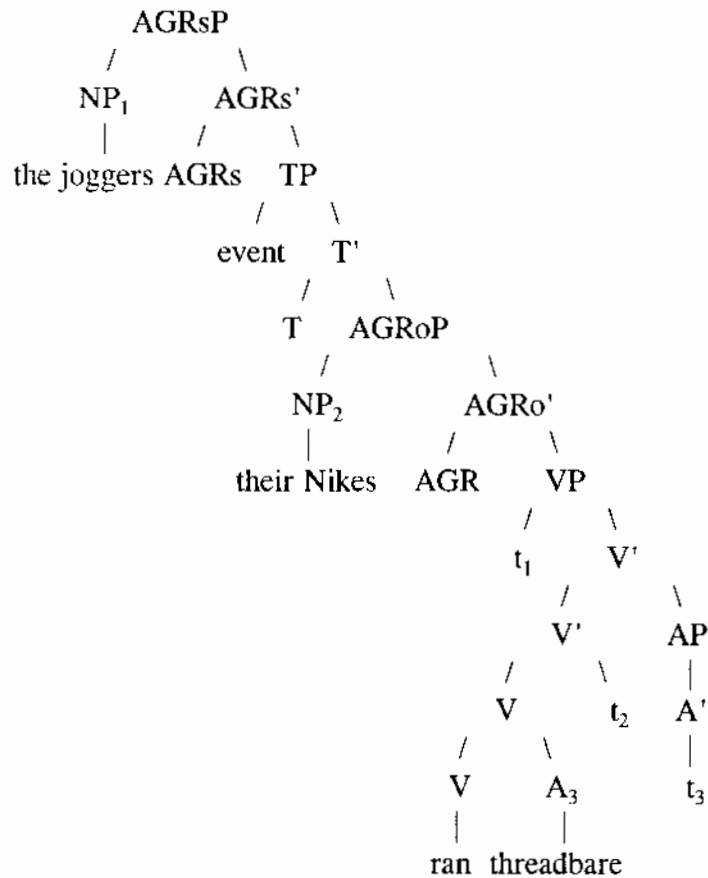 AGRsP
NP₁ AGRs'
the joggers AGRs TP
event T'
T AGRoP
NP₂ AGRo'
their Nikes AGR VP
t₁ V'
V' AP
V t₂ A'
V A₃ t₃
ran threadbare